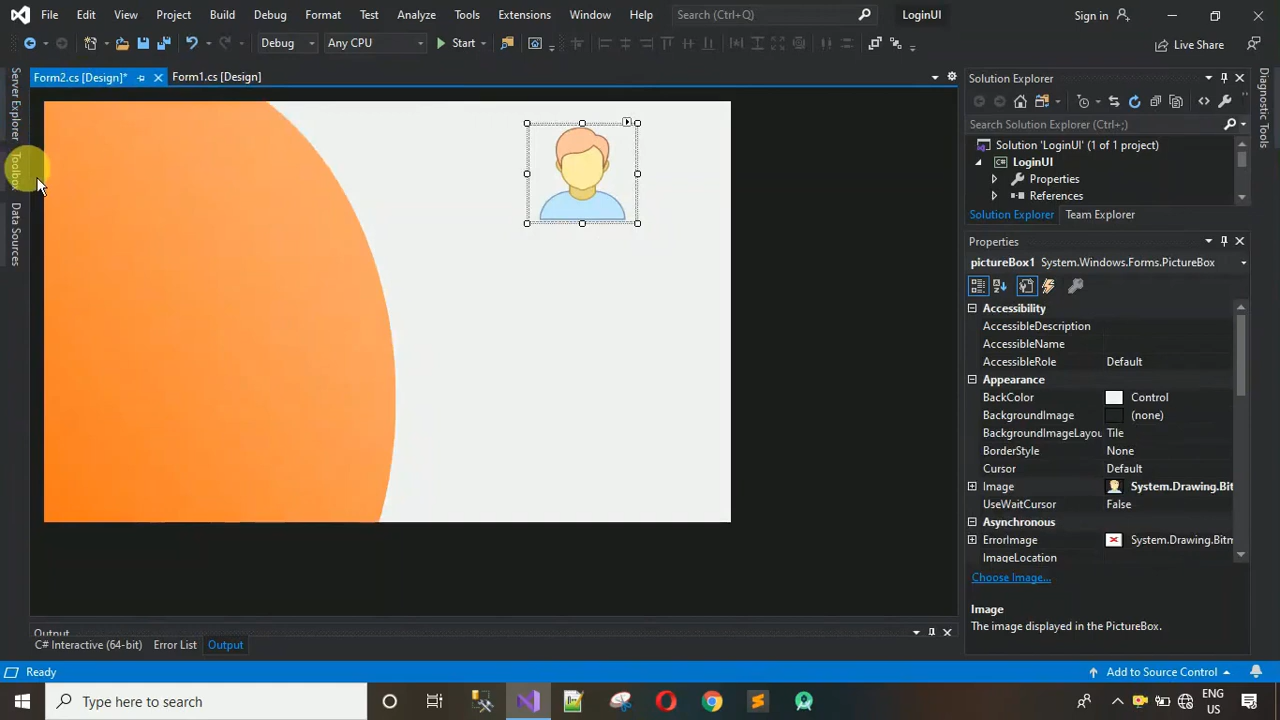 File Edit View Project Build Debug Format Test Analyze Tools Extensions Window Help Search (Ctrl+Q) LoginUI Sign in
Debug Any CPU Start Live Share
Form2.cs [Design]* Form1.cs [Design]
Server Explorer
Toolbox
Data Sources
Solution Explorer
Search Solution Explorer (Ctrl+;)
Solution 'LoginUI' (1 of 1 project)
LoginUI
Properties
References
Solution Explorer Team Explorer
Properties
pictureBox1 System.Windows.Forms.PictureBox
Accessibility
AccessibleDescription
AccessibleName
AccessibleRole Default
Appearance
BackColor Control
BackgroundImage (none)
BackgroundImageLayou Tile
BorderStyle None
Cursor Default
Image System.Drawing.Bit
UseWaitCursor False
Asynchronous
ErrorImage System.Drawing.Bitm
ImageLocation
Choose Image...
Image
The image displayed in the PictureBox.
Diagnostic Tools
Output
C# Interactive (64-bit) Error List Output
Ready Add to Source Control
Type here to search ENG
US